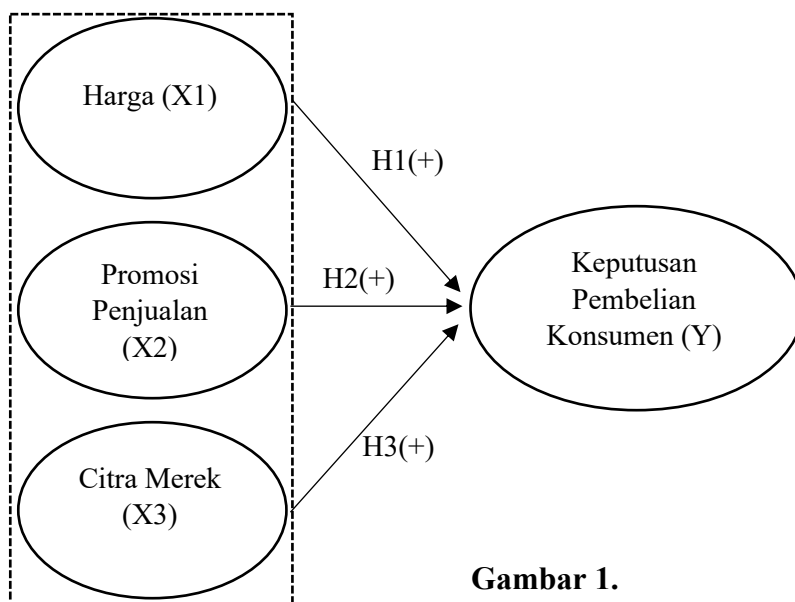 Harga (X1)
H1(+)
Promosi
Penjualan
(X2)
H2(+)
Keputusan
Pembelian
Konsumen (Y)
Citra Merek
(X3)
H3(+)
Gambar 1.